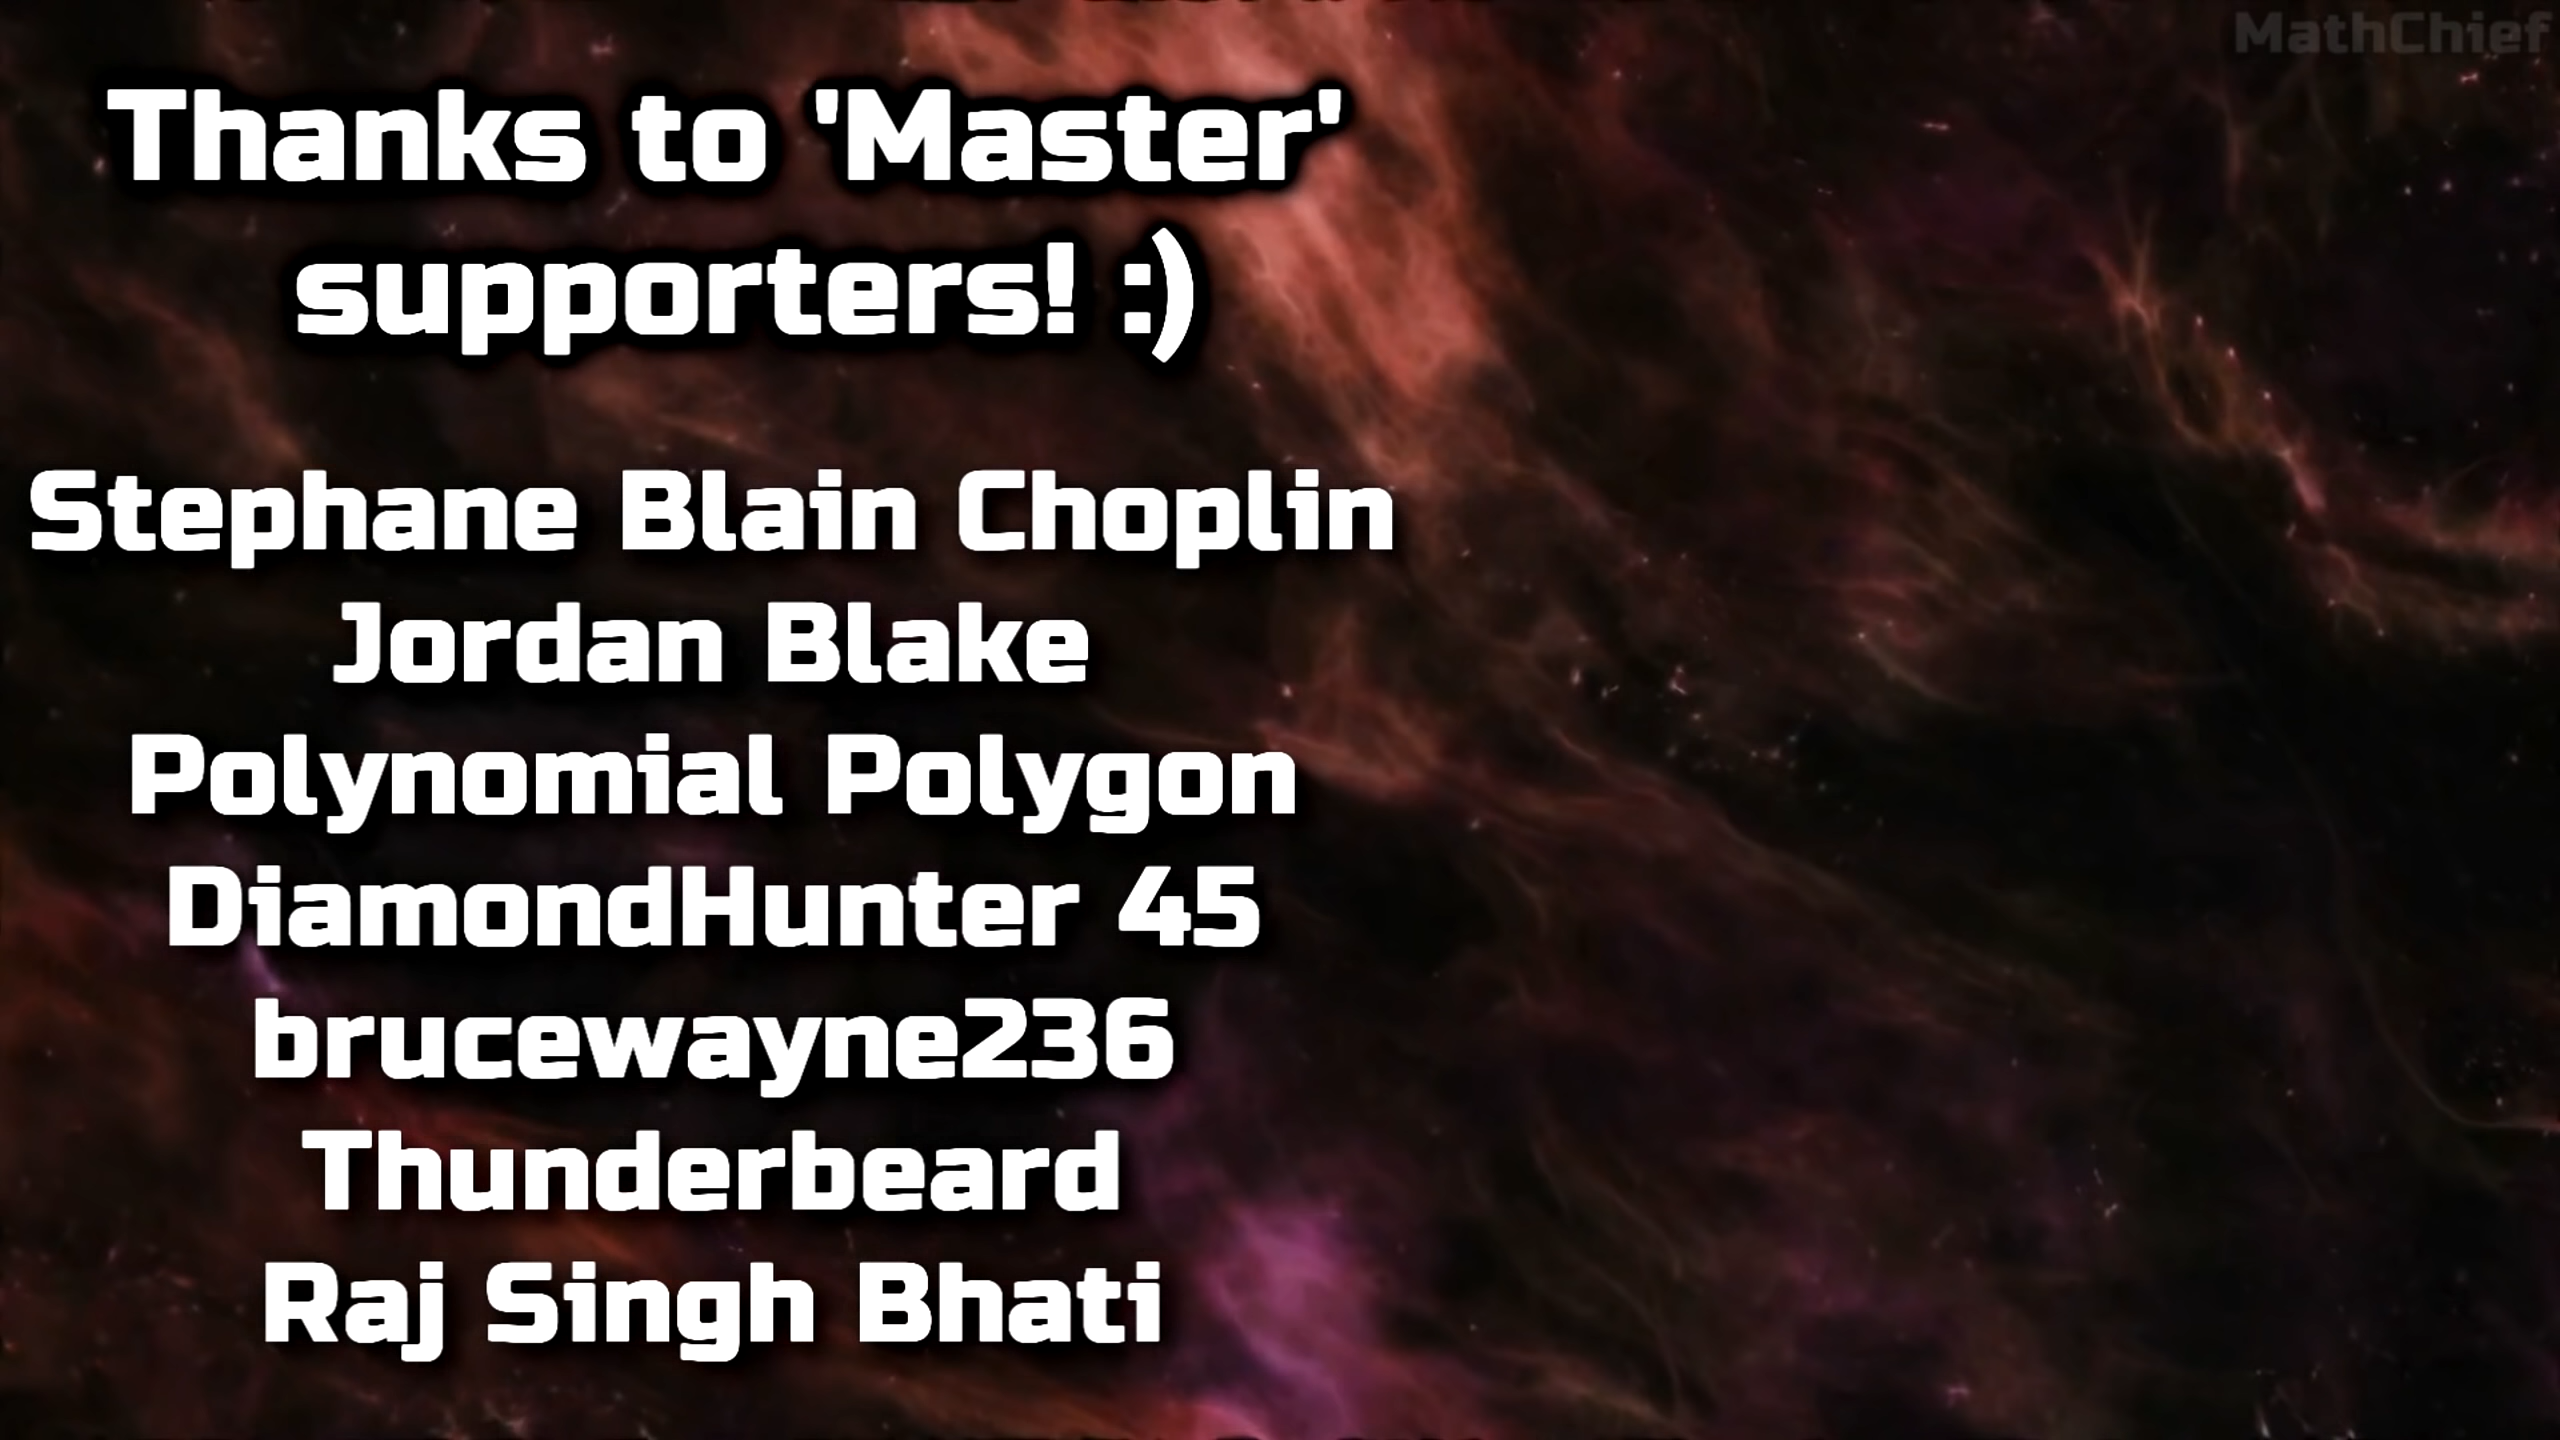 MathChief
Thanks to 'Master'
supporters! :)
Stephane Blain Choplin
Jordan Blake
Polynomial Polygon
DiamondHunter 45
brucewayne236
Thunderbeard
Raj Singh Bhati